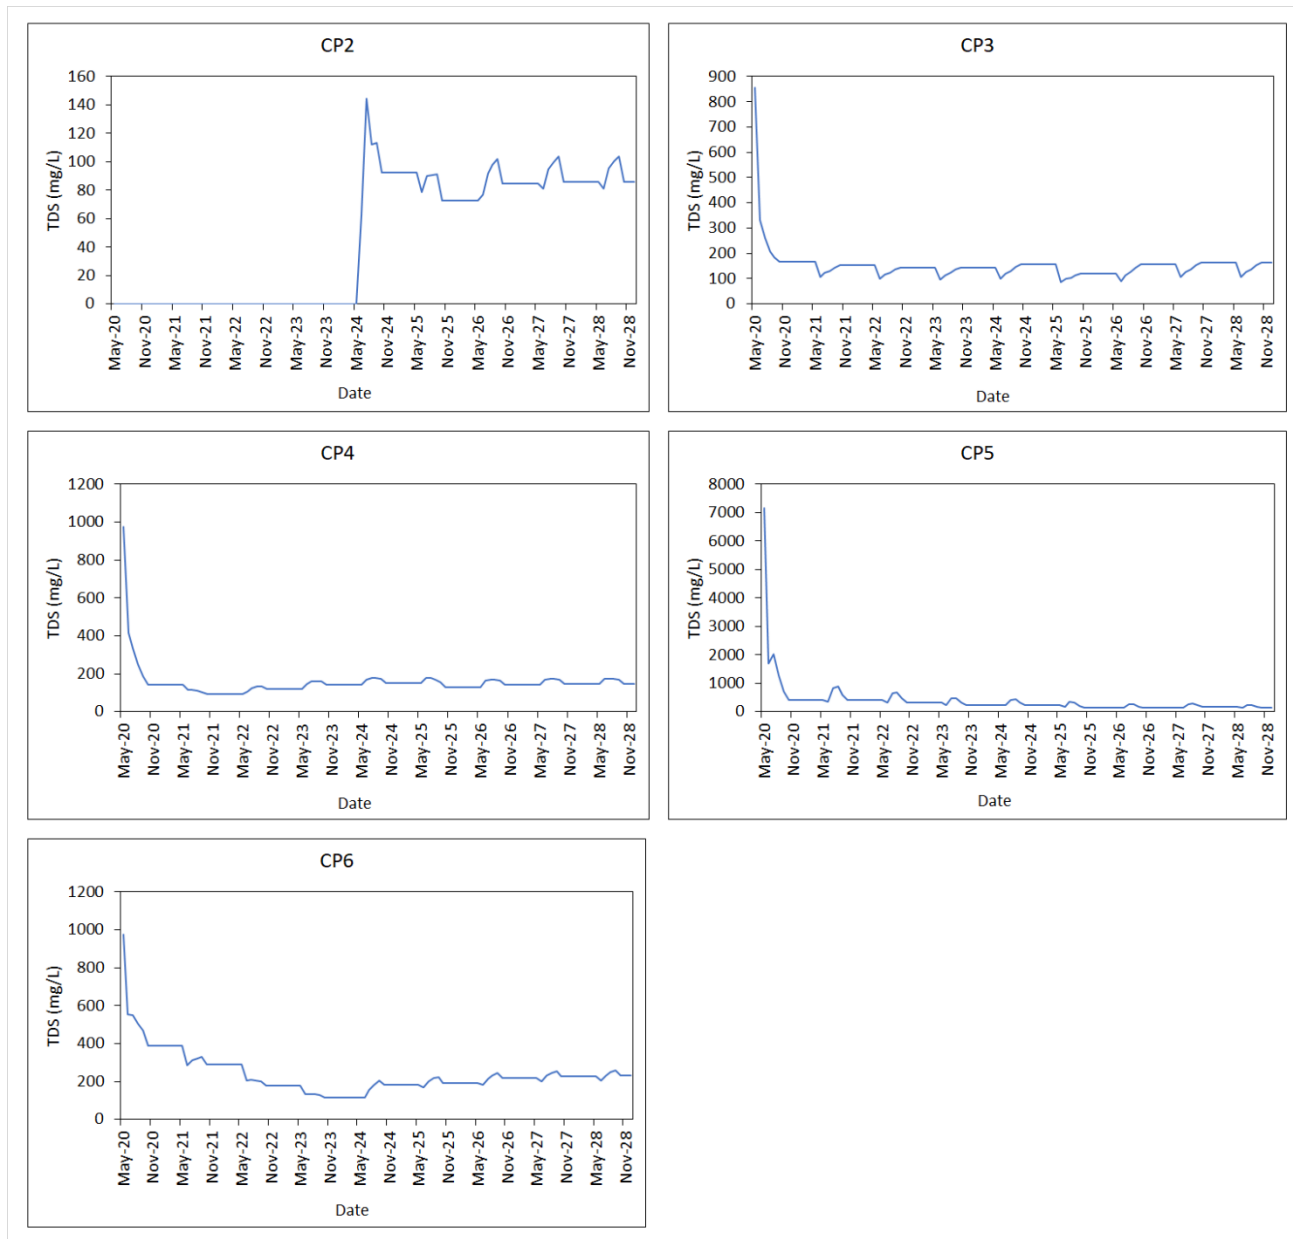 CP2
160
140
120
100
80
60
40
20
0
TDS (mg/L)
May-20
Nov-20
May-21
Nov-21
May-22
Nov-22
May-23
Nov-23
May-24
Nov-24
May-25
Nov-25
May-26
Nov-26
May-27
Nov-27
May-28
Nov-28
Date
CP3
900
800
700
600
500
400
300
200
100
0
TDS (mg/L)
May-20
Nov-20
May-21
Nov-21
May-22
Nov-22
May-23
Nov-23
May-24
Nov-24
May-25
Nov-25
May-26
Nov-26
May-27
Nov-27
May-28
Nov-28
Date
CP4
1200
1000
800
600
400
200
0
TDS (mg/L)
May-20
Nov-20
May-21
Nov-21
May-22
Nov-22
May-23
Nov-23
May-24
Nov-24
May-25
Nov-25
May-26
Nov-26
May-27
Nov-27
May-28
Nov-28
Date
CP5
8000
7000
6000
5000
4000
3000
2000
1000
0
TDS (mg/L)
May-20
Nov-20
May-21
Nov-21
May-22
Nov-22
May-23
Nov-23
May-24
Nov-24
May-25
Nov-25
May-26
Nov-26
May-27
Nov-27
May-28
Nov-28
Date
CP6
1200
1000
800
600
400
200
0
TDS (mg/L)
May-20
Nov-20
May-21
Nov-21
May-22
Nov-22
May-23
Nov-23
May-24
Nov-24
May-25
Nov-25
May-26
Nov-26
May-27
Nov-27
May-28
Nov-28
Date